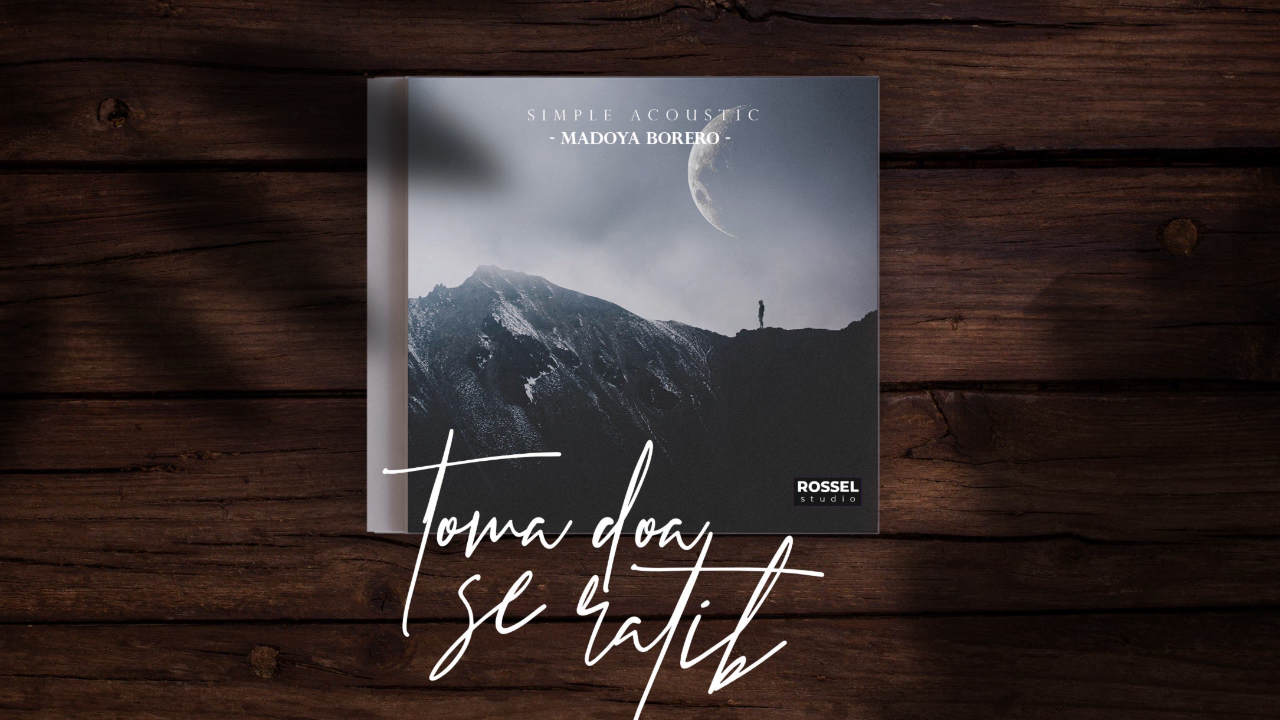 SIMPLE ACOUSTIC
- MADOYA BORERO -
ROSSEL
studio
Toma doa
se ratib